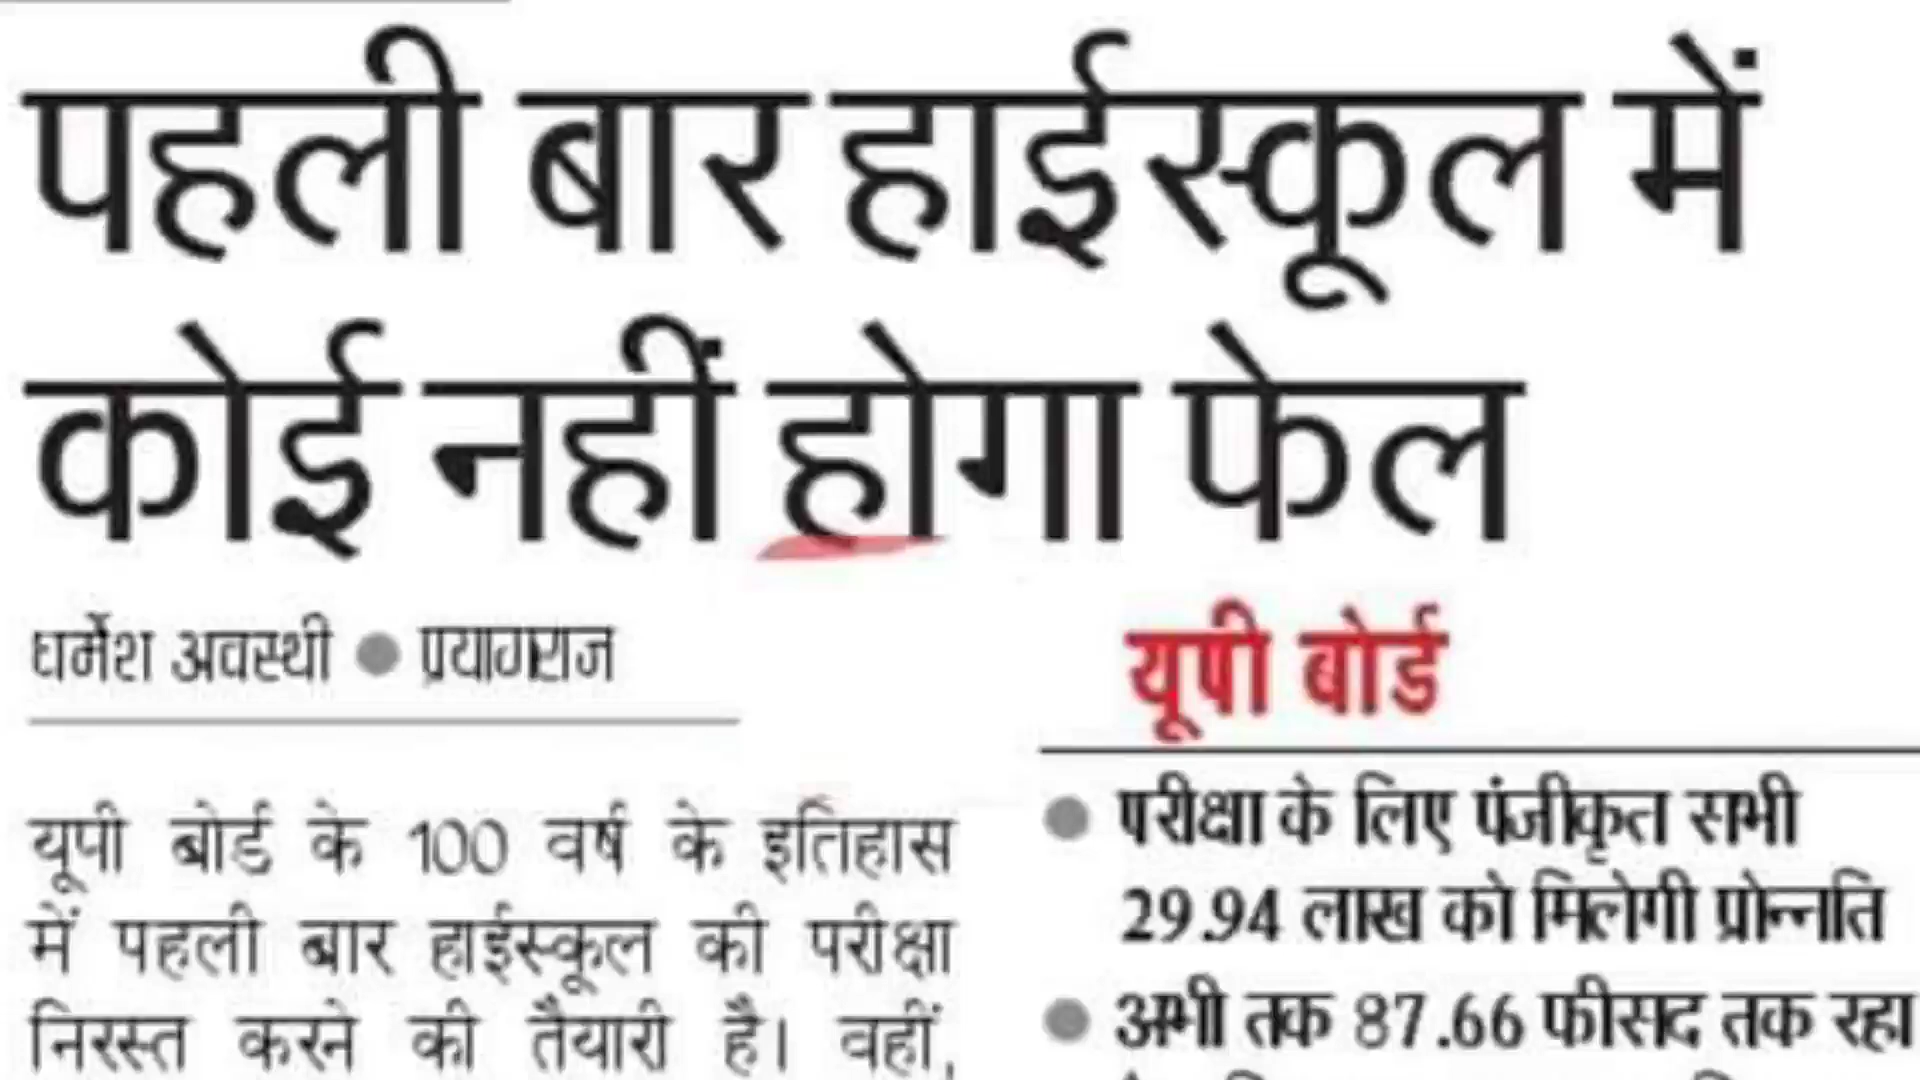 पहली बार हाईस्कूल में
कोई नहीं होगा फेल
धर्मेश अवस्थी ● प्रयागराज
यूपी बोर्ड के 100 वर्ष के इतिहास
में पहली बार हाईस्कूल की परीक्षा
निरस्त करने की तैयारी है। वहीं,
यूपी बोर्ड
● परीक्षा के लिए पंजीकृत सभी
29.94 लाख को मिलेगी प्रोन्नति
● अभी तक 87.66 फीसद तक रहा